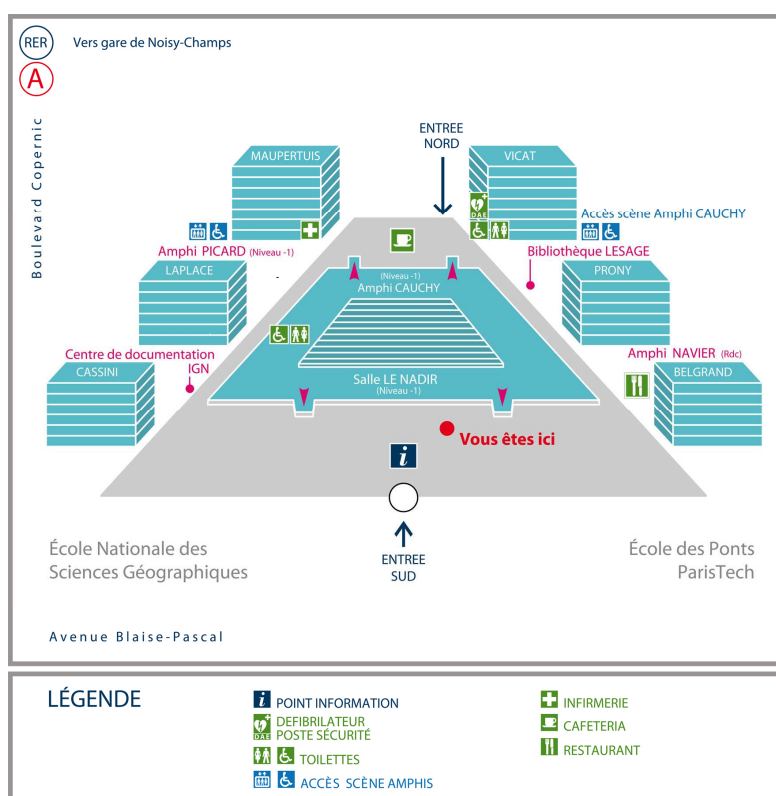 RER
Vers gare de Noisy-Champs
A
Boulevard Copernic
ENTREE
NORD
MAUPERTUIS
VICAT
DAE
Accès scène Amphi CAUCHY
Amphi PICARD (Niveau -1)
Bibliothèque LESAGE
LAPLACE
PRONY
(Niveau -1)
Amphi CAUCHY
Centre de documentation
IGN
Amphi NAVIER (Rdc)
CASSINI
BELGRAND
Salle LE NADIR
(Niveau -1)
Vous êtes ici
i
École Nationale des
Sciences Géographiques
ENTREE
SUD
École des Ponts
ParisTech
Avenue Blaise-Pascal
LÉGENDE
i POINT INFORMATION
DAE DEFIBRILATEUR
POSTE SÉCURITÉ
TOILETTES
ACCÈS SCÈNE AMPHIS
INFIRMERIE
CAFETERIA
RESTAURANT